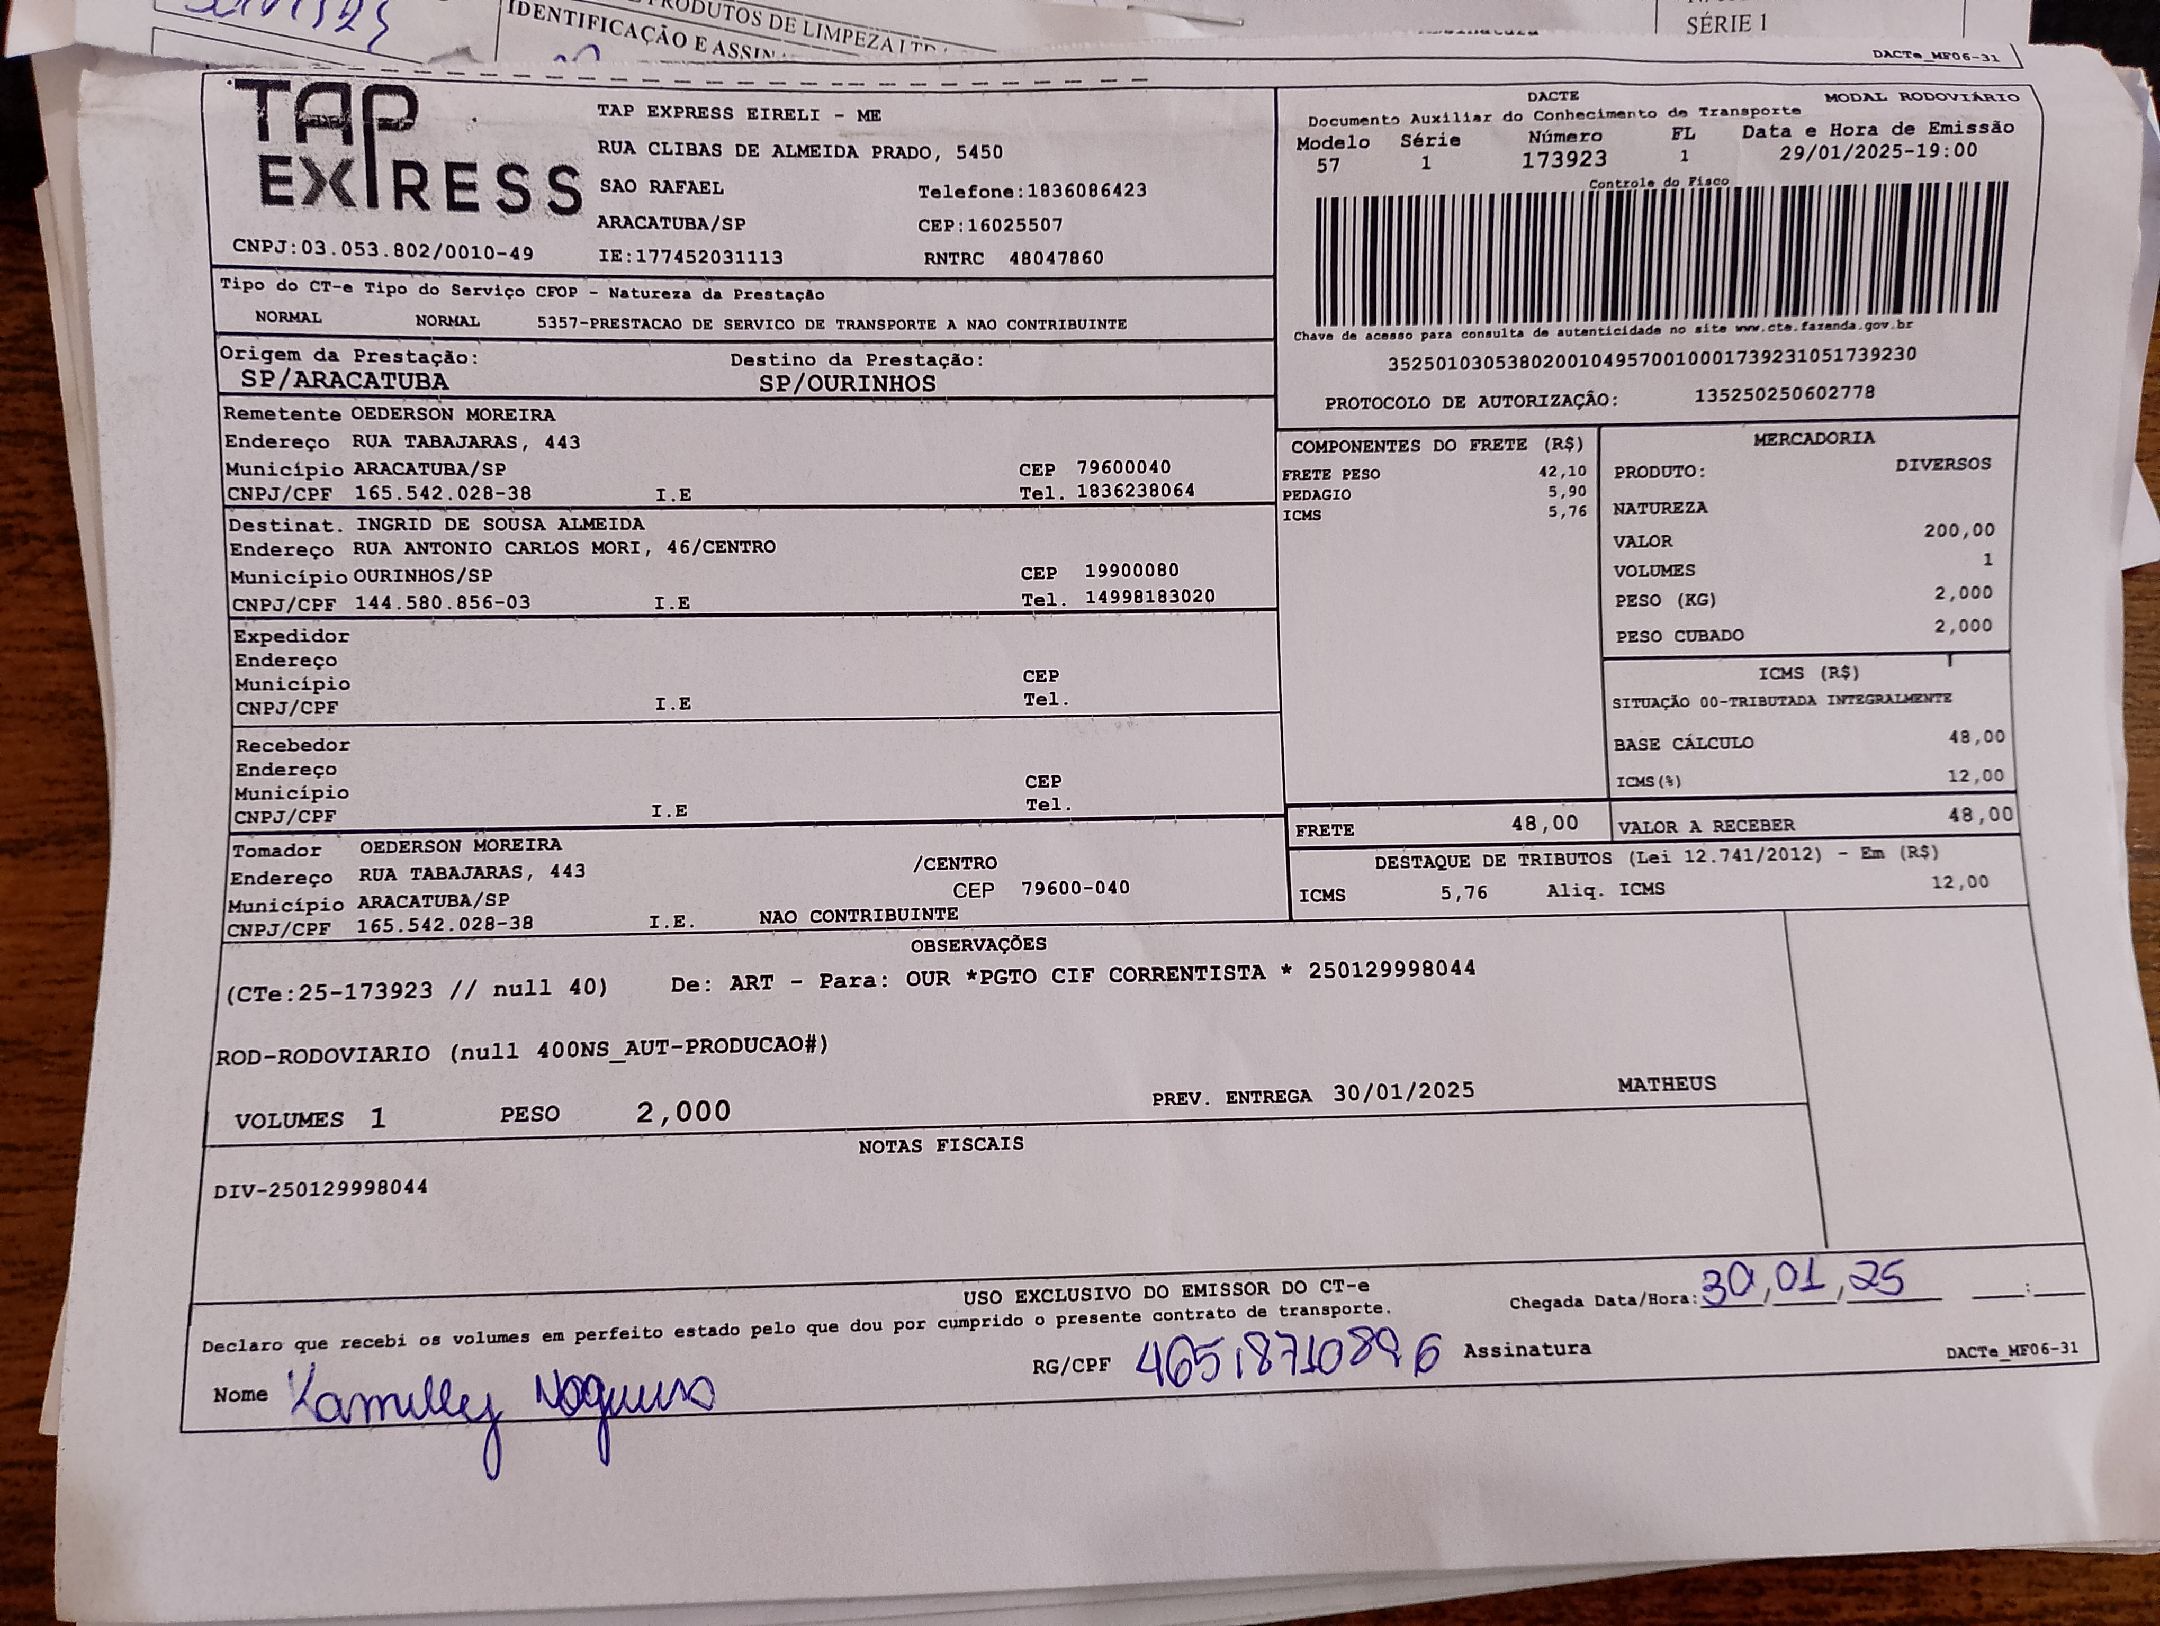 PRODUTOS DE LIMPEZA LTDA
IDENTIFICAÇÃO E ASSIN
SÉRIE 1
DACTe_MF06-31
TAP EXPRESS
TAP EXPRESS EIRELI - ME
RUA CLIBAS DE ALMEIDA PRADO, 5450
SAO RAFAEL Telefone:1836086423
ARACATUBA/SP CEP:16025507
CNPJ:03.053.802/0010-49 IE:177452031113 RNTRC 48047860
DACTE MODAL RODOVIÁRIO
Documento Auxiliar do Conhecimento de Transporte
Modelo Série Número FL Data e Hora de Emissão
57 1 173923 1 29/01/2025-19:00
Controle do Fisco
Chave de acesso para consulta de autenticidade no site www.cte.fazenda.gov.br
35250103053802001049570010001739231051739230
PROTOCOLO DE AUTORIZAÇÃO: 135250250602778
Tipo do CT-e Tipo do Serviço CFOP - Natureza da Prestação
NORMAL NORMAL 5357-PRESTACAO DE SERVICO DE TRANSPORTE A NAO CONTRIBUINTE
Origem da Prestação: Destino da Prestação:
SP/ARACATUBA SP/OURINHOS
Remetente OEDERSON MOREIRA
Endereço RUA TABAJARAS, 443
Município ARACATUBA/SP CEP 79600040
CNPJ/CPF 165.542.028-38 I.E Tel. 1836238064
Destinat. INGRID DE SOUSA ALMEIDA
Endereço RUA ANTONIO CARLOS MORI, 46/CENTRO
Município OURINHOS/SP CEP 19900080
CNPJ/CPF 144.580.856-03 I.E Tel. 14998183020
Expedidor
Endereço
Município CEP
CNPJ/CPF I.E Tel.
Recebedor
Endereço
Município CEP
CNPJ/CPF I.E Tel.
Tomador OEDERSON MOREIRA
Endereço RUA TABAJARAS, 443 /CENTRO
Município ARACATUBA/SP CEP 79600-040
CNPJ/CPF 165.542.028-38 I.E. NAO CONTRIBUINTE
COMPONENTES DO FRETE (R$)
FRETE PESO 42,10
PEDAGIO 5,90
ICMS 5,76
MERCADORIA
PRODUTO: DIVERSOS
NATUREZA
VALOR 200,00
VOLUMES 1
PESO (KG) 2,000
PESO CUBADO 2,000
ICMS (R$)
SITUAÇÃO 00-TRIBUTADA INTEGRALMENTE
BASE CÁLCULO 48,00
ICMS(%) 12,00
FRETE 48,00 VALOR A RECEBER 48,00
DESTAQUE DE TRIBUTOS (Lei 12.741/2012) - Em (R$)
ICMS 5,76 Aliq. ICMS 12,00
OBSERVAÇÕES
(CTe:25-173923 // null 40) De: ART - Para: OUR *PGTO CIF CORRENTISTA * 250129998044
ROD-RODOVIARIO (null 400NS_AUT-PRODUCAO#)
VOLUMES 1 PESO 2,000 PREV. ENTREGA 30/01/2025 MATHEUS
NOTAS FISCAIS
DIV-250129998044
USO EXCLUSIVO DO EMISSOR DO CT-e
Declaro que recebi os volumes em perfeito estado pelo que dou por cumprido o presente contrato de transporte. Chegada Data/Hora: 30,01,25 :
Nome Kamilley Nogueira RG/CPF Assinatura
DACTe_MF06-31